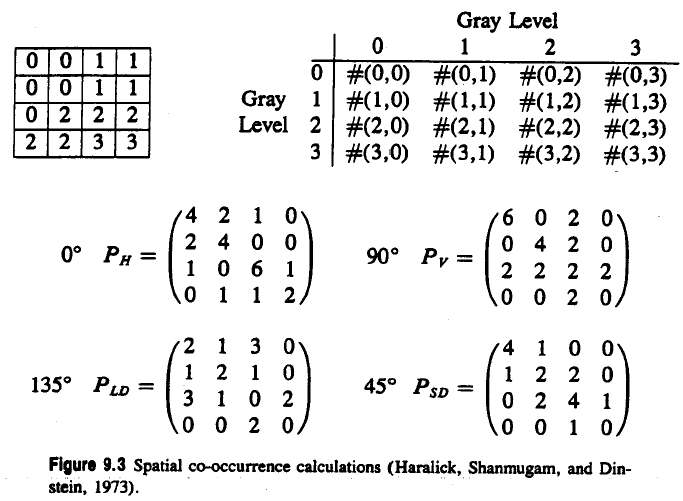 Gray Level
0 1 2 3
0 0 1 1
0 0 1 1
0 2 2 2
2 2 3 3
0 #(0,0) #(0,1) #(0,2) #(0,3)
Gray 1 #(1,0) #(1,1) #(1,2) #(1,3)
Level 2 #(2,0) #(2,1) #(2,2) #(2,3)
3 #(3,0) #(3,1) #(3,2) #(3,3)
0° P_H =
4 2 1 0
2 4 0 0
1 0 6 1
0 1 1 2
90° P_V =
6 0 2 0
0 4 2 0
2 2 2 2
0 0 2 0
135° P_LD =
2 1 3 0
1 2 1 0
3 1 0 2
0 0 2 0
45° P_SD =
4 1 0 0
1 2 2 0
0 2 4 1
0 0 1 0
Figure 9.3 Spatial co-occurrence calculations (Haralick, Shanmugam, and Din-
stein, 1973).